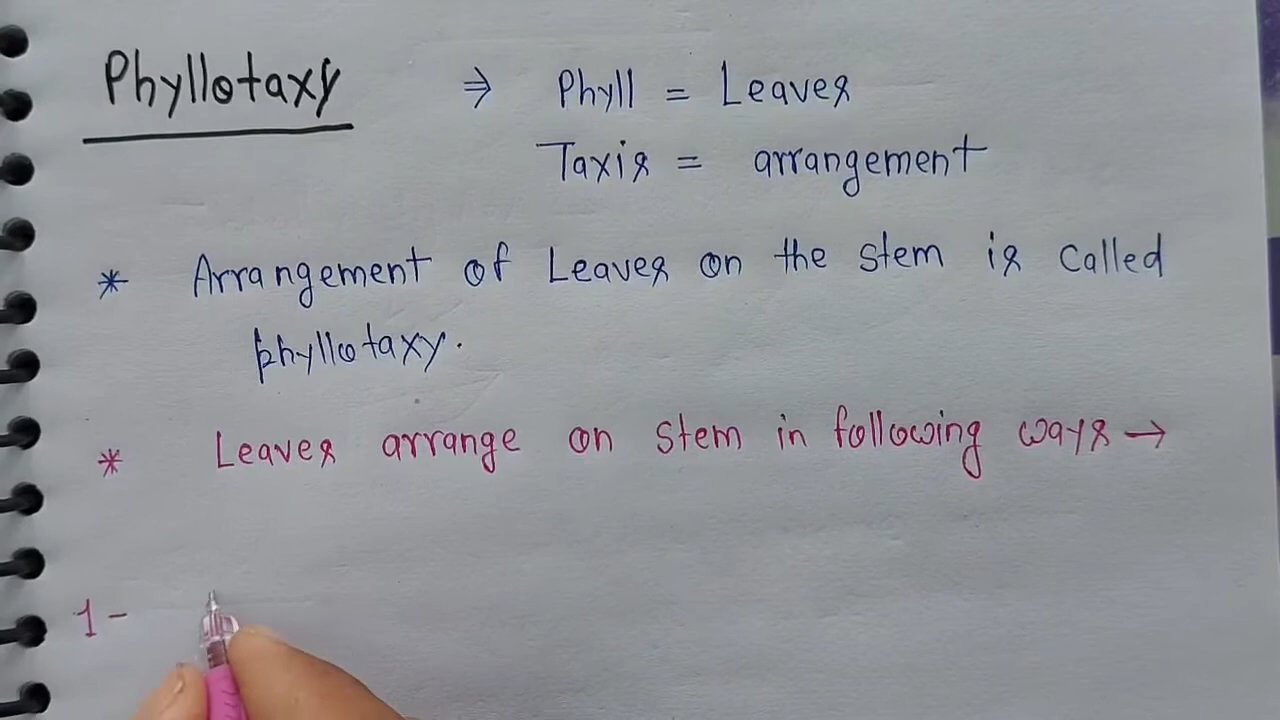 Phyllotaxy ⇒ Phyll = Leaves
Taxis = arrangement
* Arrangement of Leaves on the stem is called
phyllotaxy.
* Leaves arrange on stem in following ways →
1-